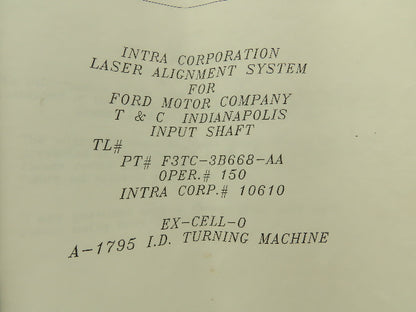 INTRA CORPORATION
LASER ALIGNMENT SYSTEM
FOR
FORD MOTOR COMPANY
T & C INDIANAPOLIS
INPUT SHAFT
TL#
PT# F3TC-3B668-AA
OPER.# 150
INTRA CORP.# 10610
EX-CELL-O
A-1795 I.D. TURNING MACHINE